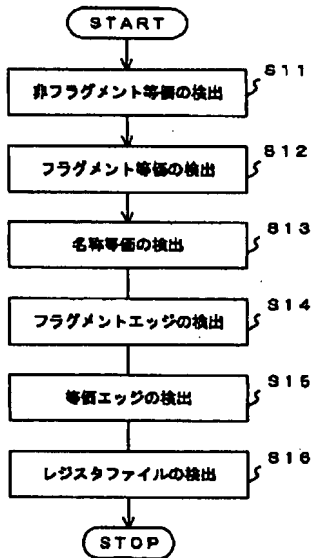 START
非フラグメント等価の検出
S11
フラグメント等価の検出
S12
名称等価の検出
S13
フラグメントエッジの検出
S14
等価エッジの検出
S15
レジスタファイルの検出
S16
STOP